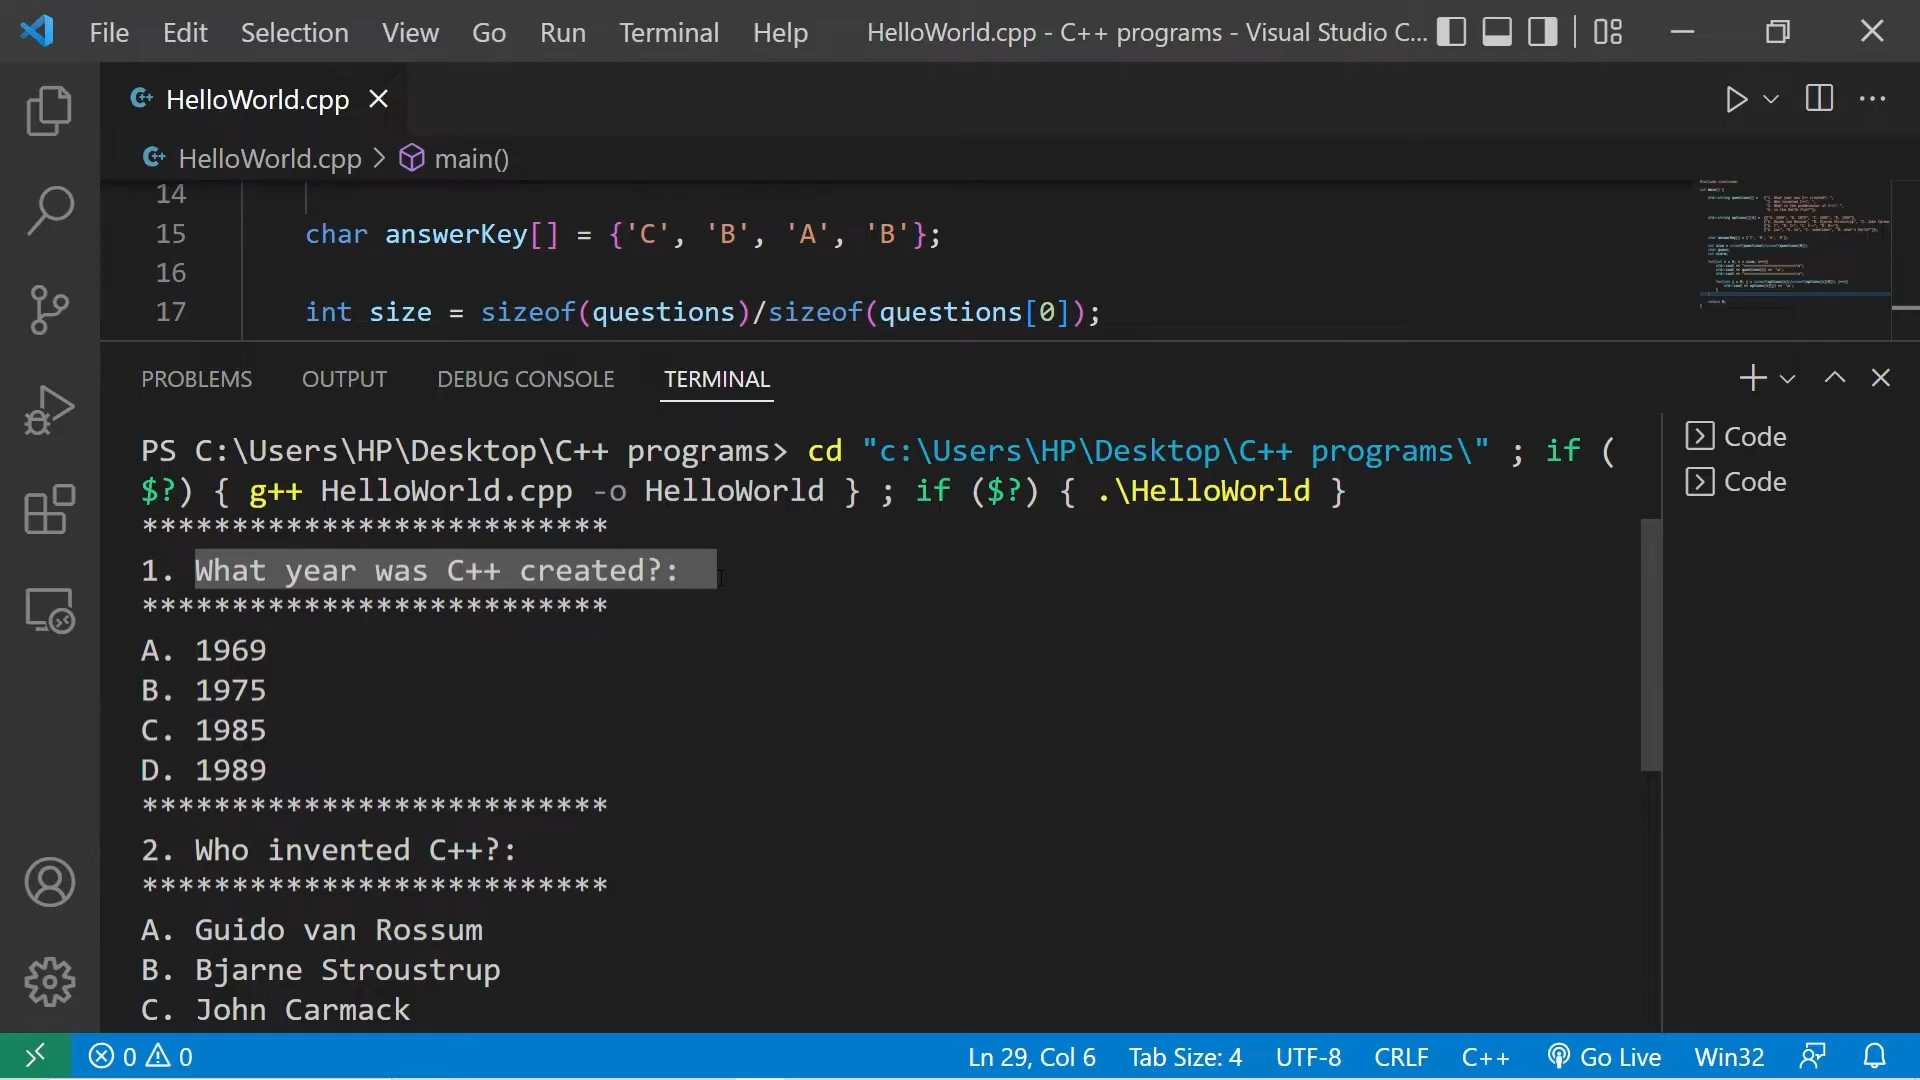 File Edit Selection View Go Run Terminal Help HelloWorld.cpp - C++ programs - Visual Studio C...
HelloWorld.cpp
HelloWorld.cpp > main()
14
15 char answerKey[] = {'C', 'B', 'A', 'B'};
16
17 int size = sizeof(questions)/sizeof(questions[0]);
PROBLEMS OUTPUT DEBUG CONSOLE TERMINAL
PS C:\Users\HP\Desktop\C++ programs> cd "c:\Users\HP\Desktop\C++ programs\" ; if (
$?) { g++ HelloWorld.cpp -o HelloWorld } ; if ($?) { .\HelloWorld }
**************************
1. What year was C++ created?:
**************************
A. 1969
B. 1975
C. 1985
D. 1989
**************************
2. Who invented C++?:
**************************
A. Guido van Rossum
B. Bjarne Stroustrup
C. John Carmack
Code
Code
0 0 Ln 29, Col 6 Tab Size: 4 UTF-8 CRLF C++ Go Live Win32